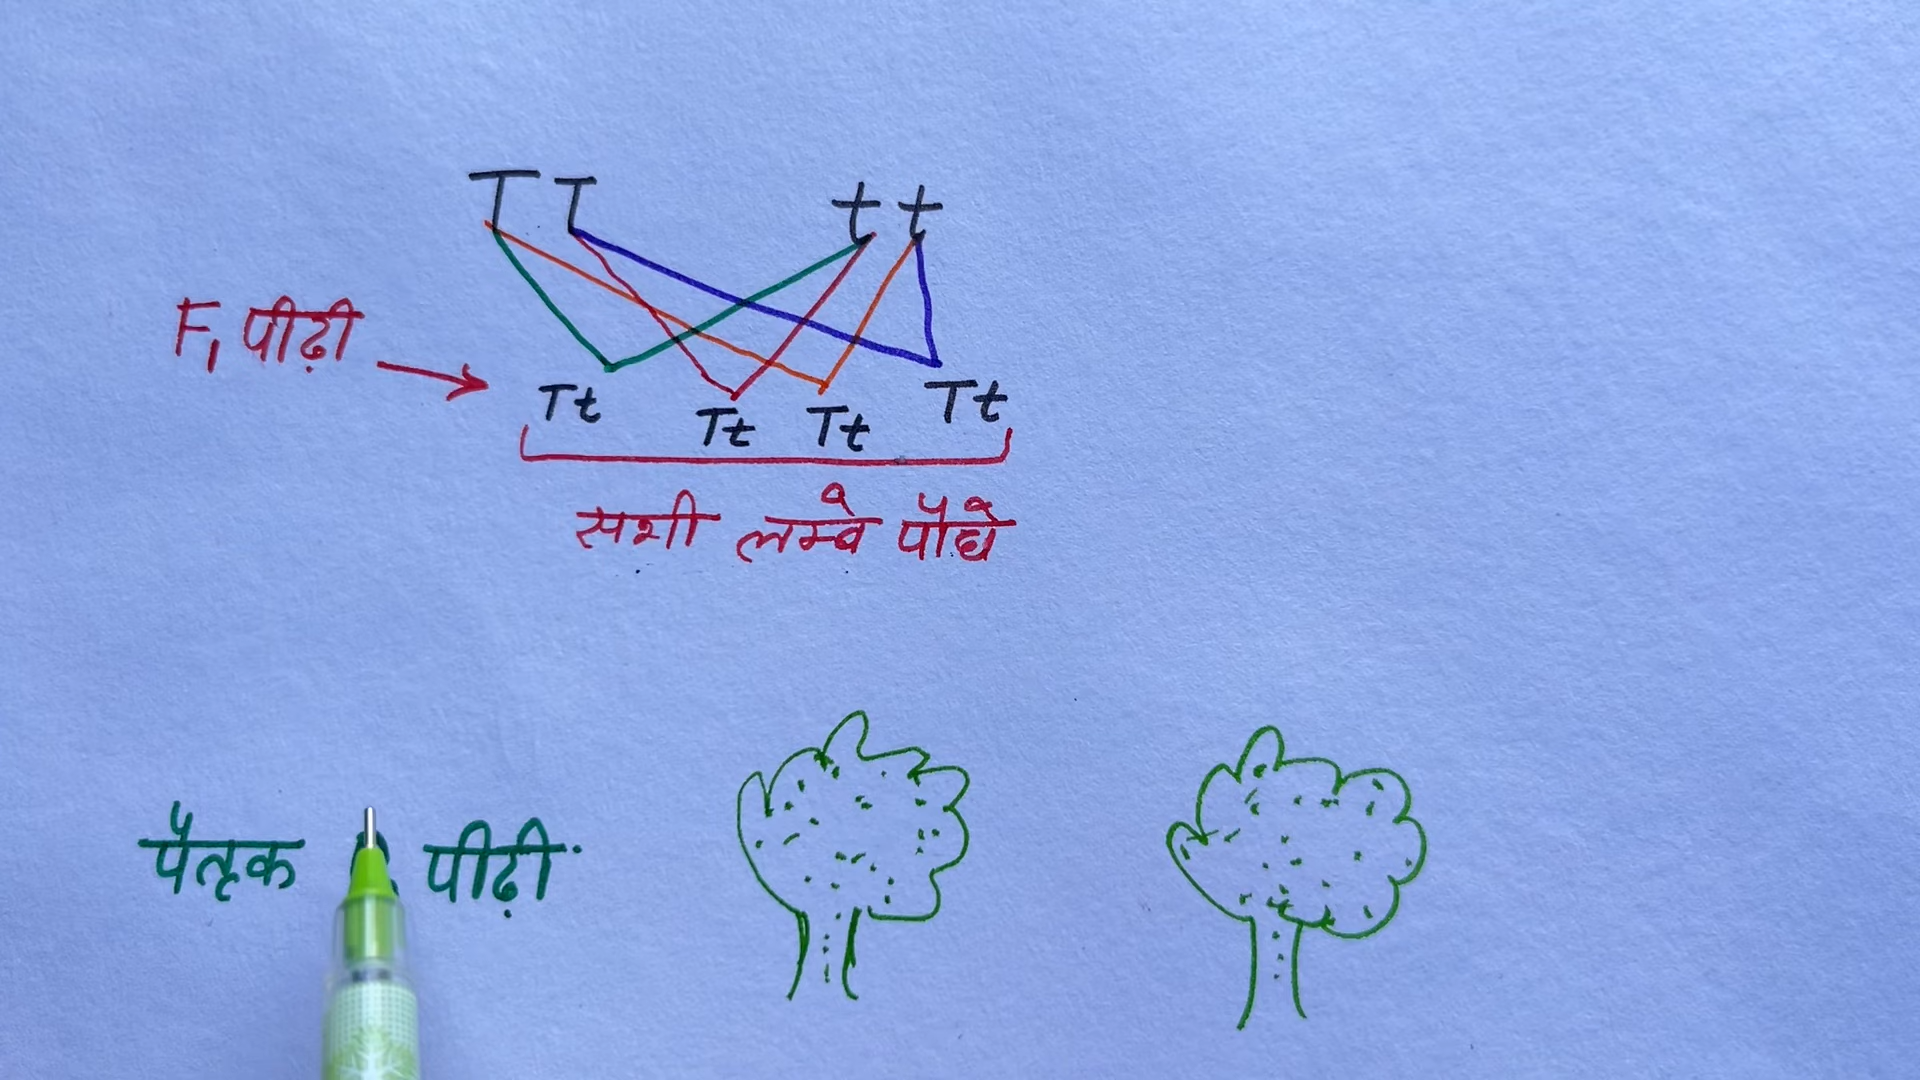 T T t t
F₁ पीढ़ी
Tt Tt Tt Tt
सभी लम्बे पौधे
पैतृक पीढ़ी